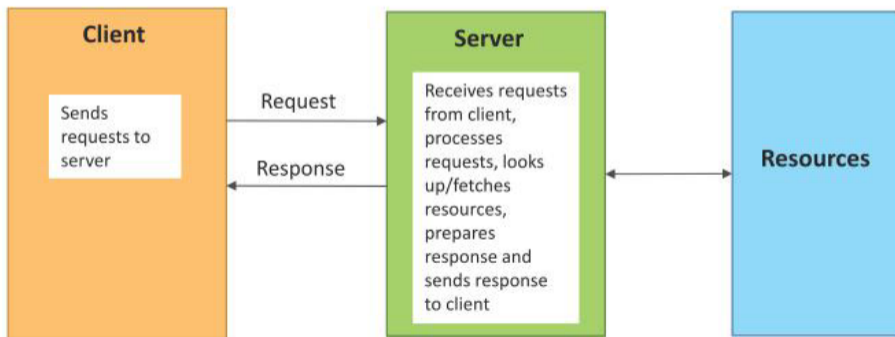 Client
Sends
requests to
server
Request
Response
Server
Receives requests
from client,
processes
requests, looks
up/fetches
resources,
prepares
response and
sends response
to client
Resources